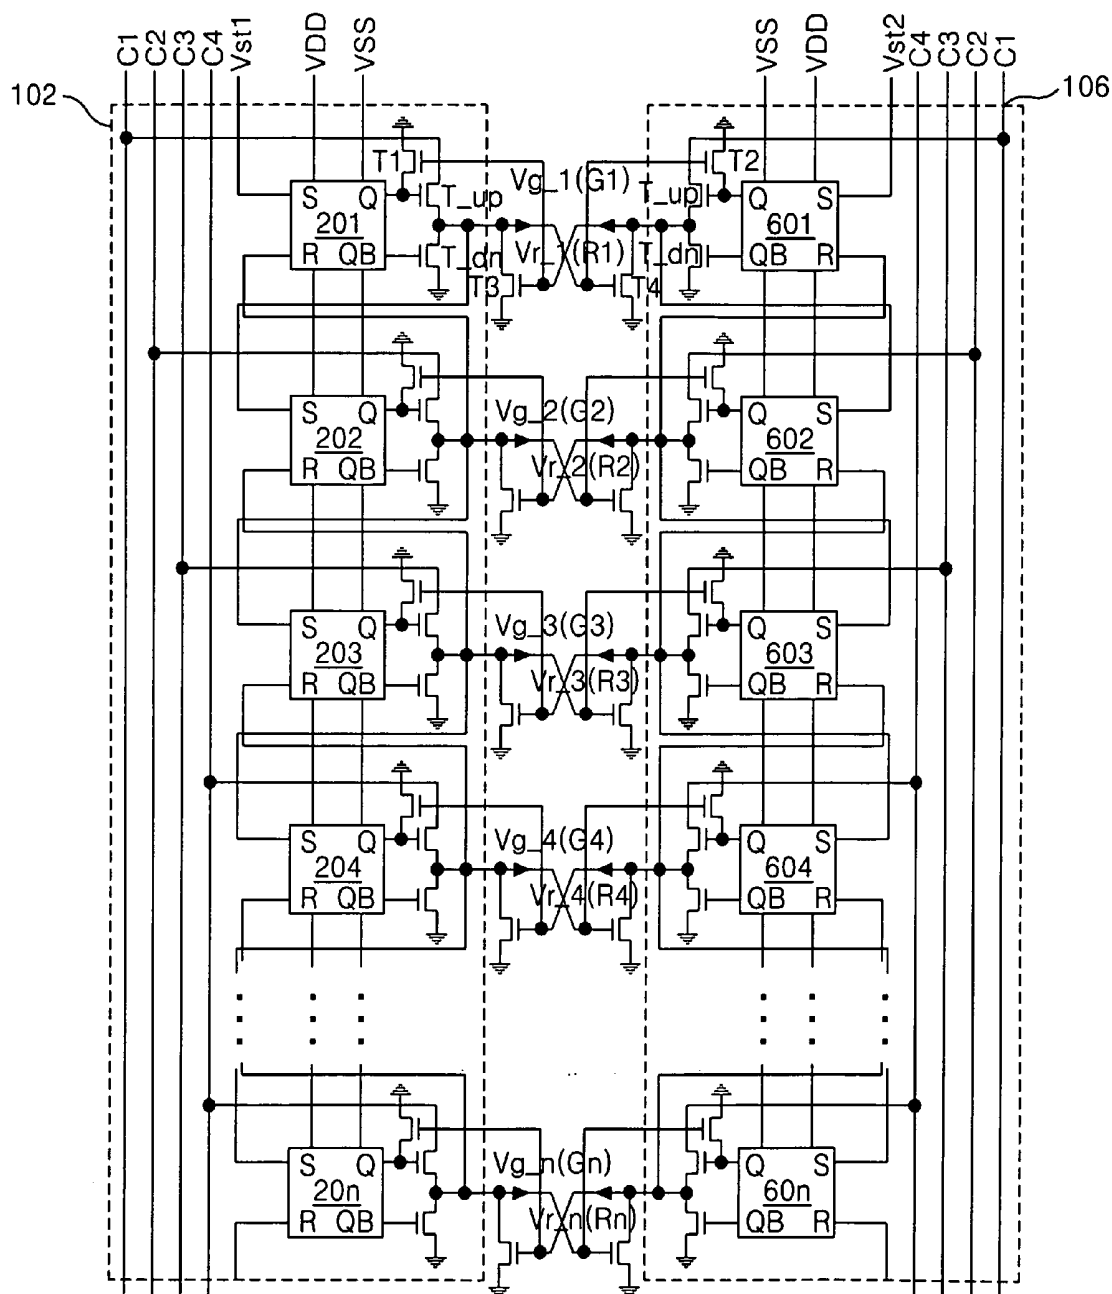 C1 C2 C3 C4 Vst1 VDD VSS VSS VDD Vst2 C4 C3 C2 C1
102 106
T1 T2
S Q T_up Vg_1(G1) T_up Q S
201 601
R QB T_dn Vr_1(R1) T_dn QB R
T3 T4
S Q Vg_2(G2) Q S
202 602
R QB Vr_2(R2) QB R
S Q Vg_3(G3) Q S
203 603
R QB Vr_3(R3) QB R
S Q Vg_4(G4) Q S
204 604
R QB Vr_4(R4) QB R
S Q Vg_n(Gn) Q S
20n 60n
R QB Vr_n(Rn) QB R